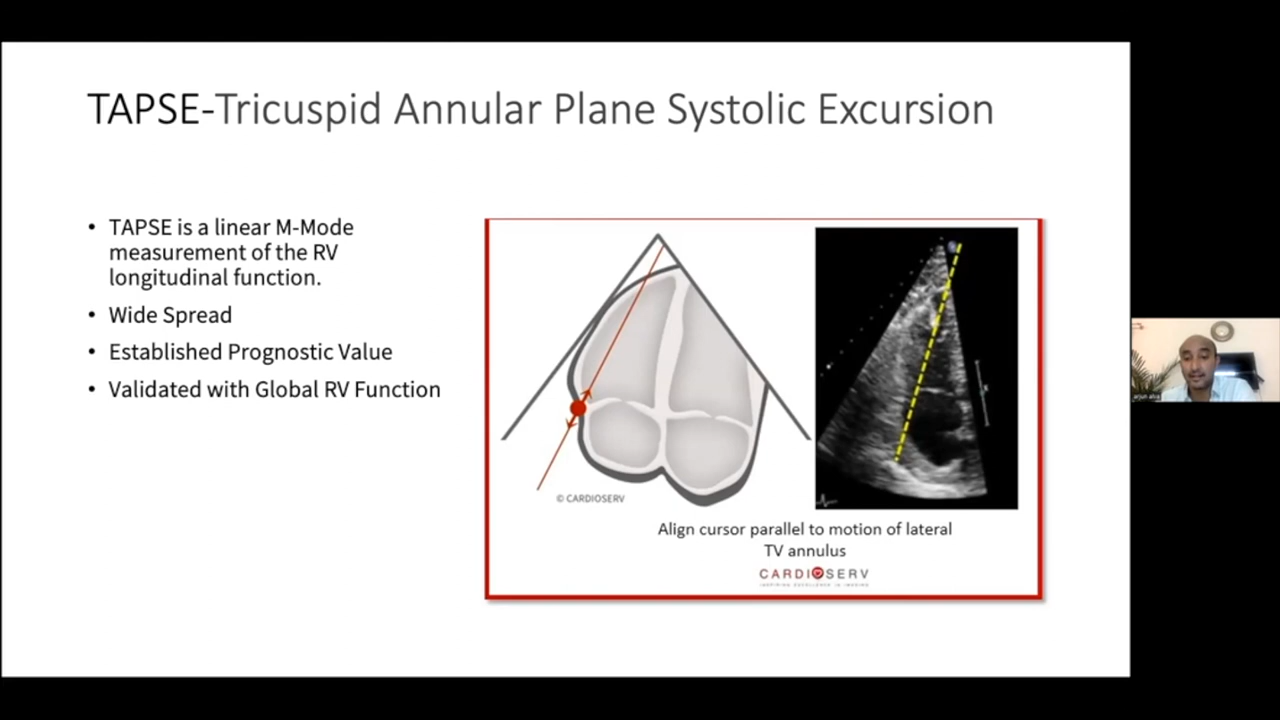 TAPSE-Tricuspid Annular Plane Systolic Excursion
• TAPSE is a linear M-Mode
measurement of the RV
longitudinal function.
• Wide Spread
• Established Prognostic Value
• Validated with Global RV Function
© CARDIOSERV
Align cursor parallel to motion of lateral
TV annulus
CARDIOSERV
INSPIRING EXCELLENCE IN IMAGING